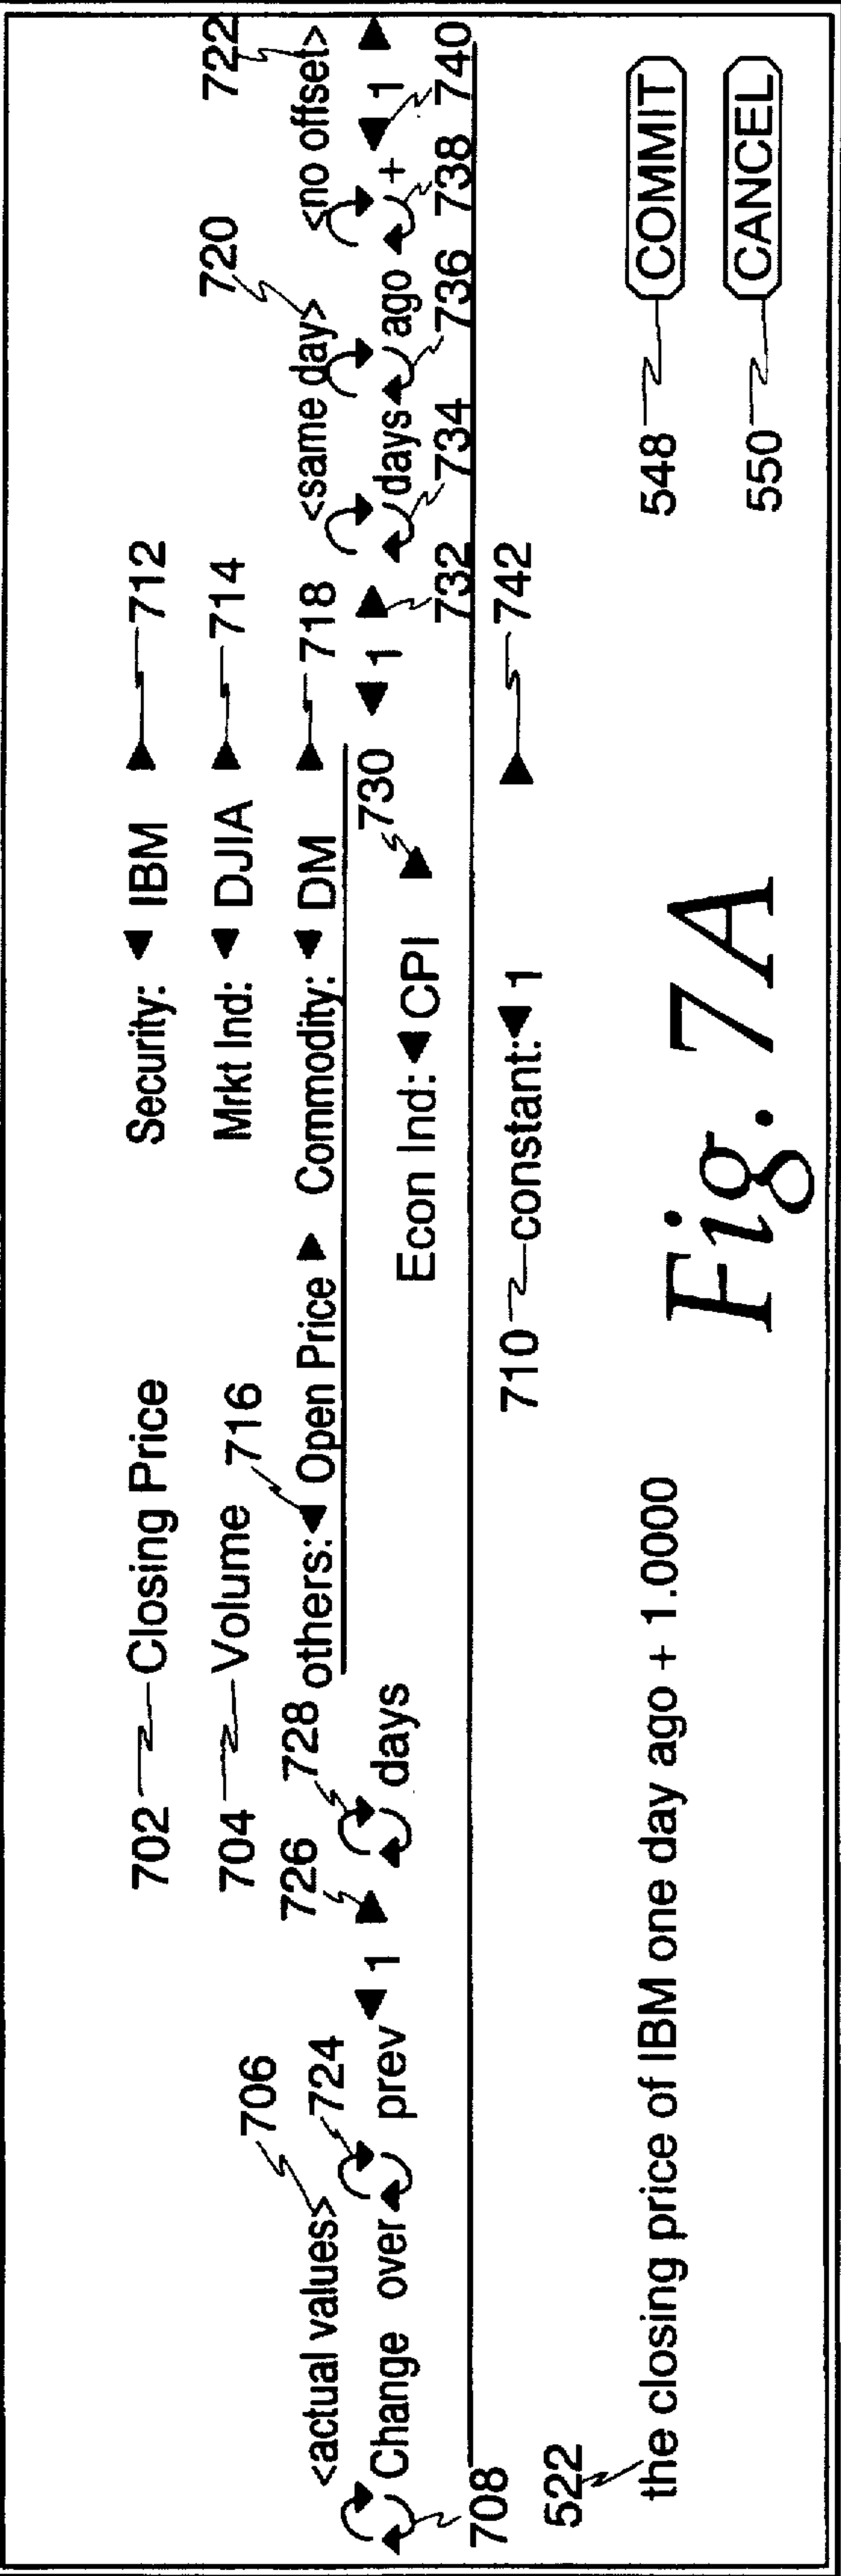 702 Closing Price Security: IBM 712
722
704 Volume 716 Mrkt Ind: DJIA 714 720
706
<actual values> 724 726 728 others: Open Price Commodity: DM 718 <same day> <no offset>
Change over prev 1 days 730 1 days ago + 1
Econ Ind: CPI
708 732 734 736 738 740
710 constant: 1 742
522
the closing price of IBM one day ago + 1.0000 548 COMMIT
550 CANCEL
Fig. 7A